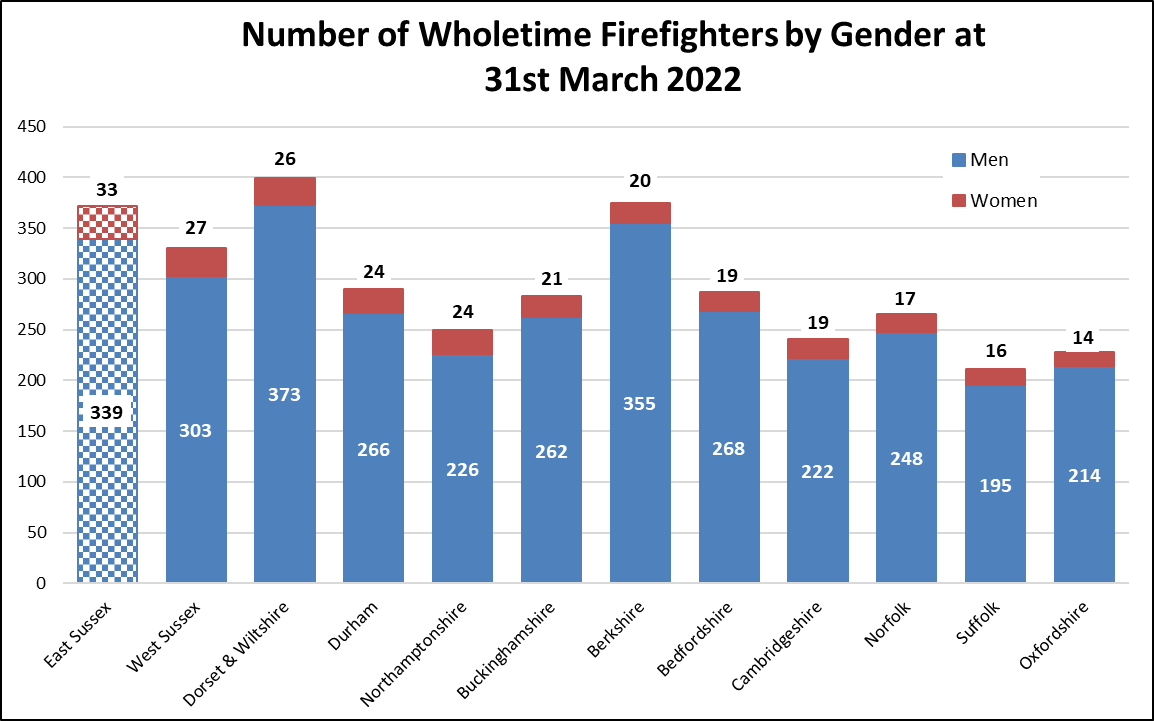 Number of Wholetime Firefighters by Gender at
31st March 2022
450
400
350
300
250
200
150
100
50
0
Men
Women
33
27
26
24
24
21
20
19
19
17
16
14
339
303
373
266
226
262
355
268
222
248
195
214
East Sussex
West Sussex
Dorset & Wiltshire
Durham
Northamptonshire
Buckinghamshire
Berkshire
Bedfordshire
Cambridgeshire
Norfolk
Suffolk
Oxfordshire